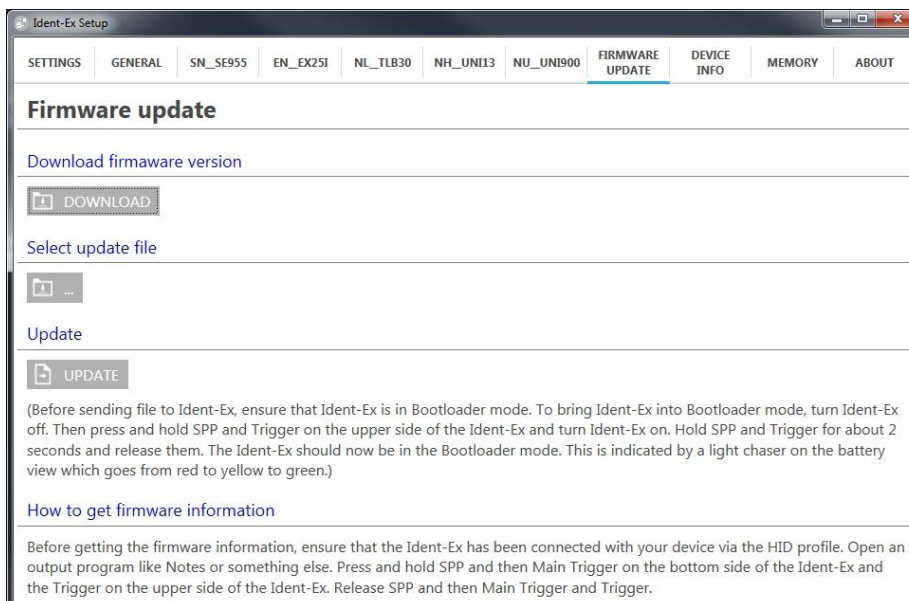 Ident-Ex Setup
SETTINGS GENERAL SN_SE955 EN_EX25I NL_TLB30 NH_UNI13 NU_UNI900 FIRMWARE UPDATE DEVICE INFO MEMORY ABOUT
Firmware update
Download firmaware version
DOWNLOAD
Select update file
...
Update
UPDATE
(Before sending file to Ident-Ex, ensure that Ident-Ex is in Bootloader mode. To bring Ident-Ex into Bootloader mode, turn Ident-Ex
off. Then press and hold SPP and Trigger on the upper side of the Ident-Ex and turn Ident-Ex on. Hold SPP and Trigger for about 2
seconds and release them. The Ident-Ex should now be in the Bootloader mode. This is indicated by a light chaser on the battery
view which goes from red to yellow to green.)
How to get firmware information
Before getting the firmware information, ensure that the Ident-Ex has been connected with your device via the HID profile. Open an
output program like Notes or something else. Press and hold SPP and then Main Trigger on the bottom side of the Ident-Ex and
the Trigger on the upper side of the Ident-Ex. Release SPP and then Main Trigger and Trigger.